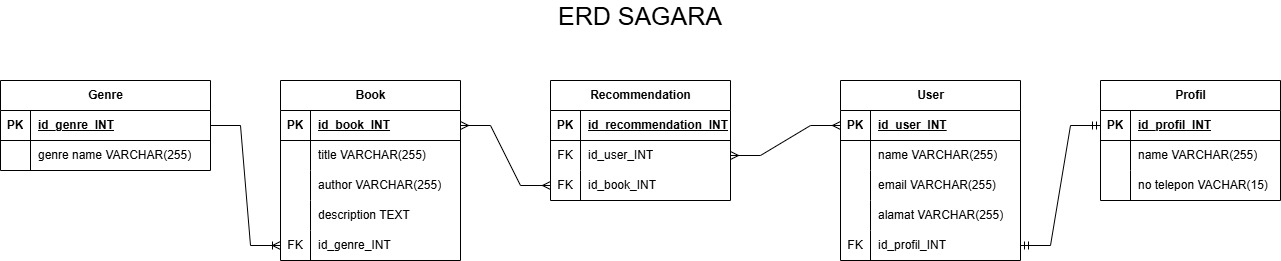 ERD SAGARA
Genre
PK id_genre_INT
genre name VARCHAR(255)
Book
PK id_book_INT
title VARCHAR(255)
author VARCHAR(255)
description TEXT
FK id_genre_INT
Recommendation
PK id_recommendation_INT
FK id_user_INT
FK id_book_INT
User
PK id_user_INT
name VARCHAR(255)
email VARCHAR(255)
alamat VARCHAR(255)
FK id_profil_INT
Profil
PK id_profil_INT
name VARCHAR(255)
no telepon VACHAR(15)